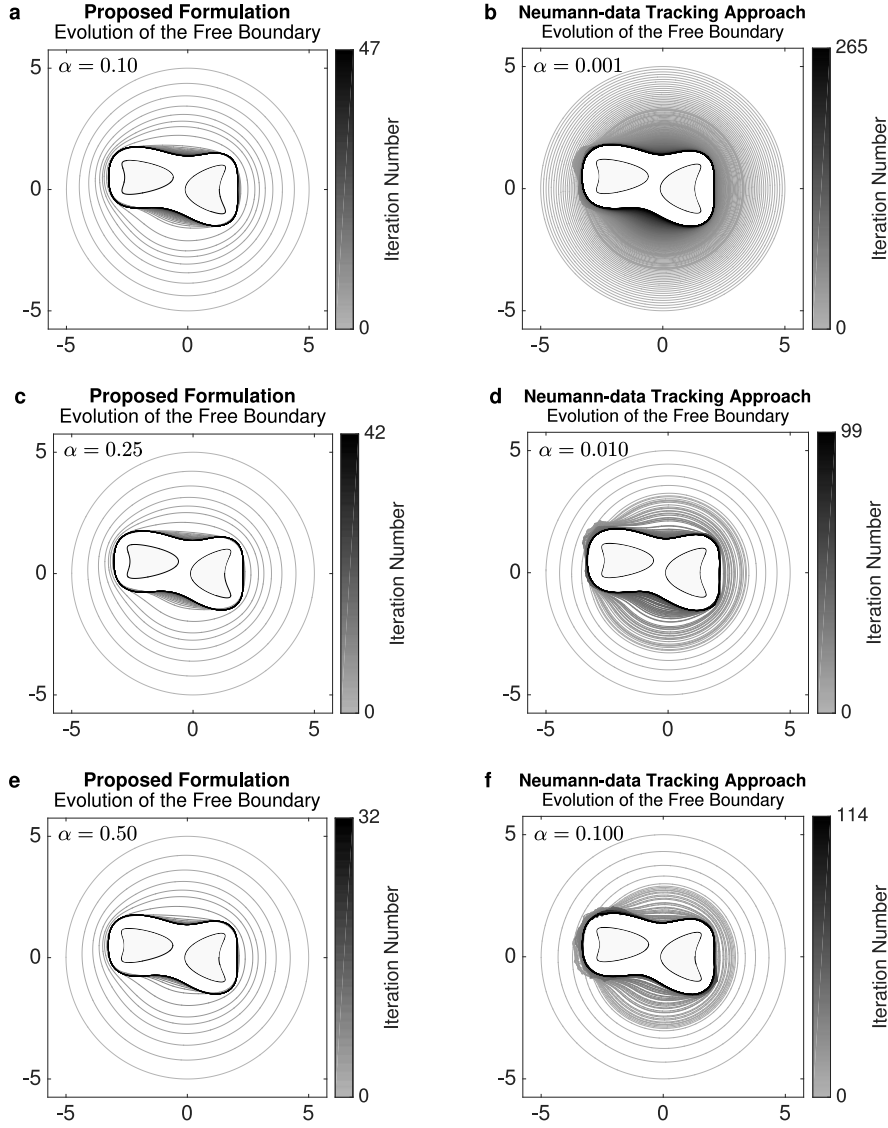 a
Proposed Formulation
Evolution of the Free Boundary
α = 0.10
5
0
-5
-5
0
5
47
0
Iteration Number
b
Neumann-data Tracking Approach
Evolution of the Free Boundary
α = 0.001
5
0
-5
-5
0
5
265
0
Iteration Number
c
Proposed Formulation
Evolution of the Free Boundary
α = 0.25
5
0
-5
-5
0
5
42
0
Iteration Number
d
Neumann-data Tracking Approach
Evolution of the Free Boundary
α = 0.010
5
0
-5
-5
0
5
99
0
Iteration Number
e
Proposed Formulation
Evolution of the Free Boundary
α = 0.50
5
0
-5
-5
0
5
32
0
Iteration Number
f
Neumann-data Tracking Approach
Evolution of the Free Boundary
α = 0.100
5
0
-5
-5
0
5
114
0
Iteration Number